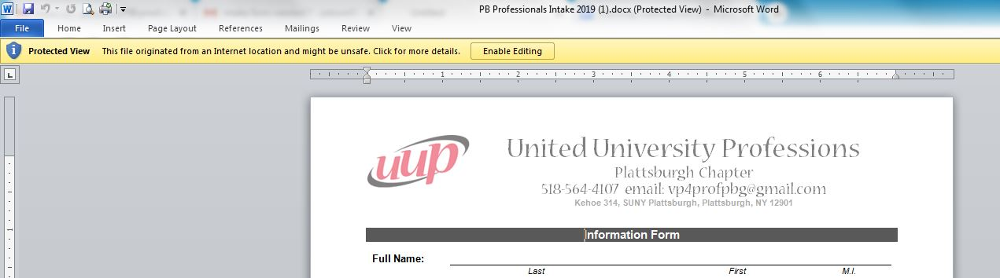 PB Professionals Intake 2019 (1).docx (Protected View) - Microsoft Word
File Home Insert Page Layout References Mailings Review View
Protected View This file originated from an Internet location and might be unsafe. Click for more details. Enable Editing
1 2 3 4 5 6
uup
United University Professions
Plattsburgh Chapter
518-564-4107 email: vp4profpbg@gmail.com
Kehoe 314, SUNY Plattsburgh, Plattsburgh, NY 12901
Information Form
1
Full Name:
Last First M.I.